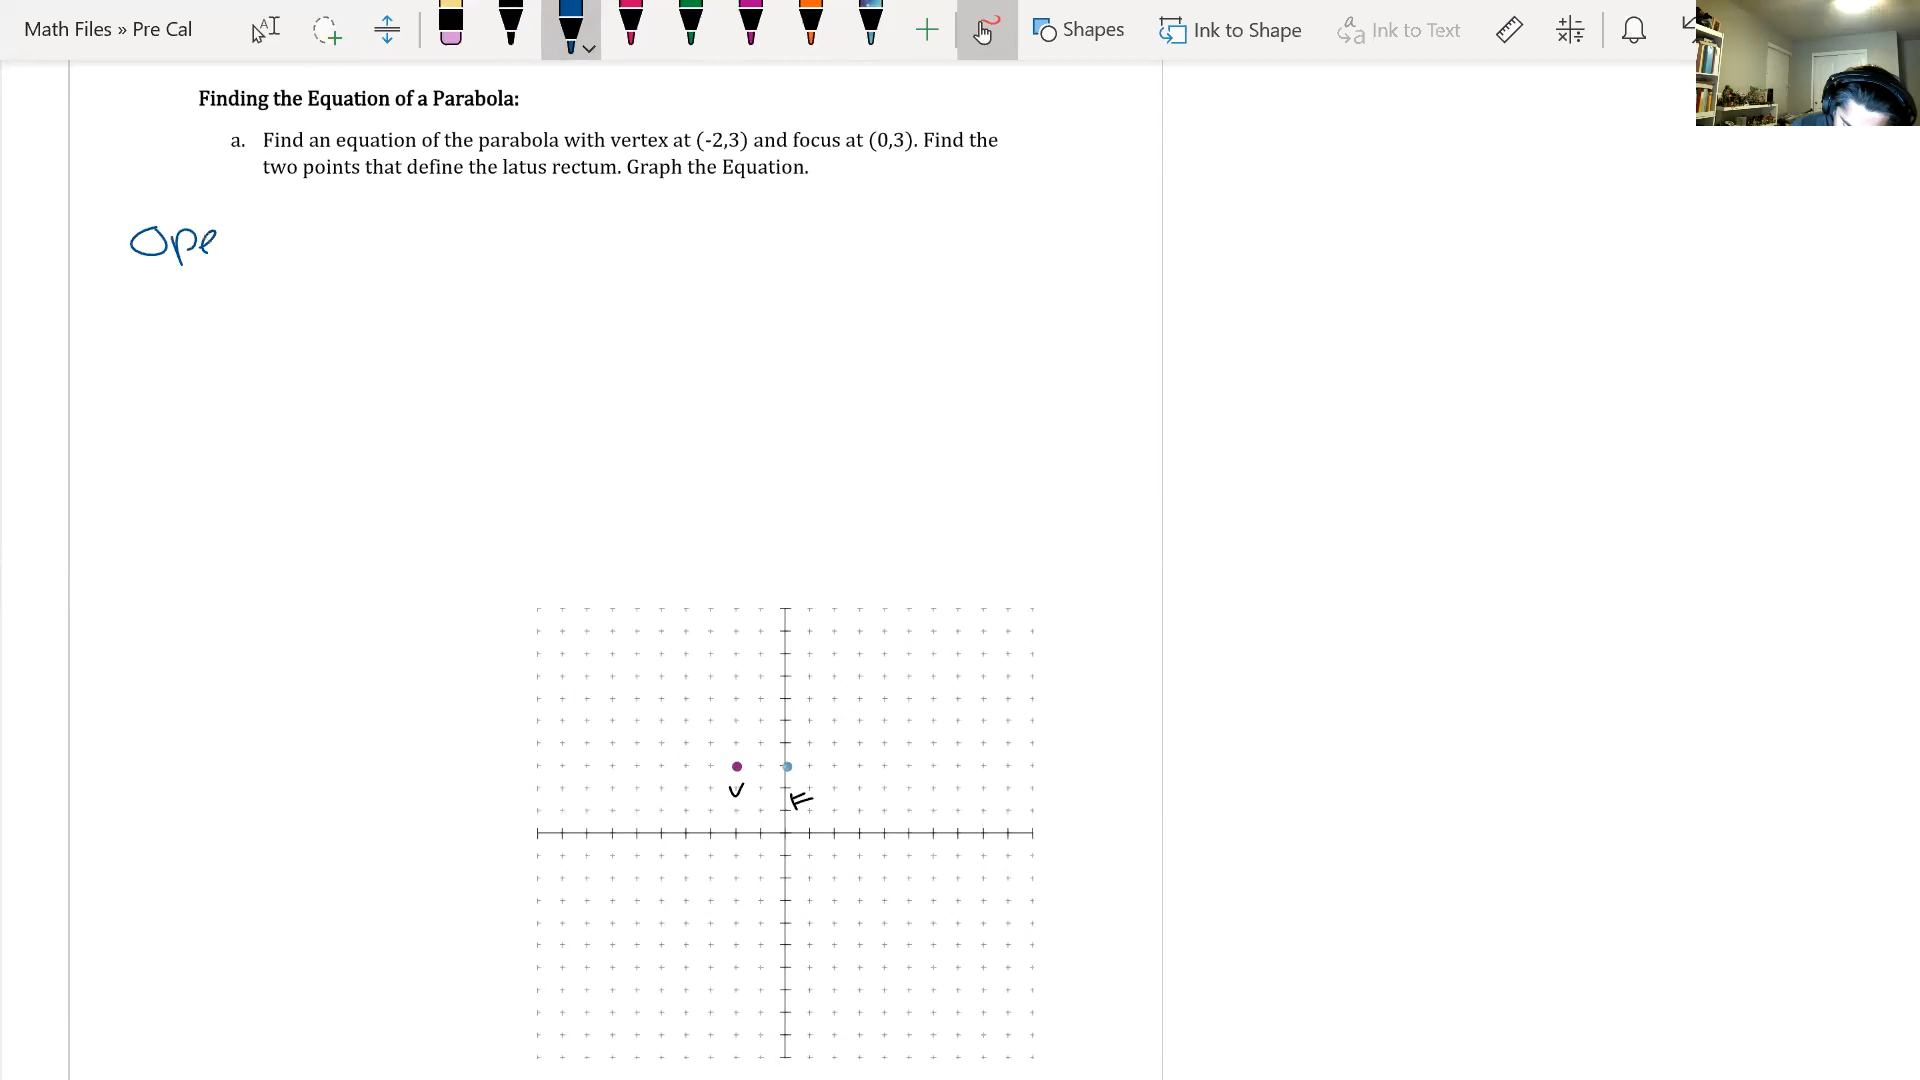 Math Files » Pre Cal
Shapes
Ink to Shape
Ink to Text
Finding the Equation of a Parabola:
a. Find an equation of the parabola with vertex at (-2,3) and focus at (0,3). Find the
two points that define the latus rectum. Graph the Equation.
Ope
V
F